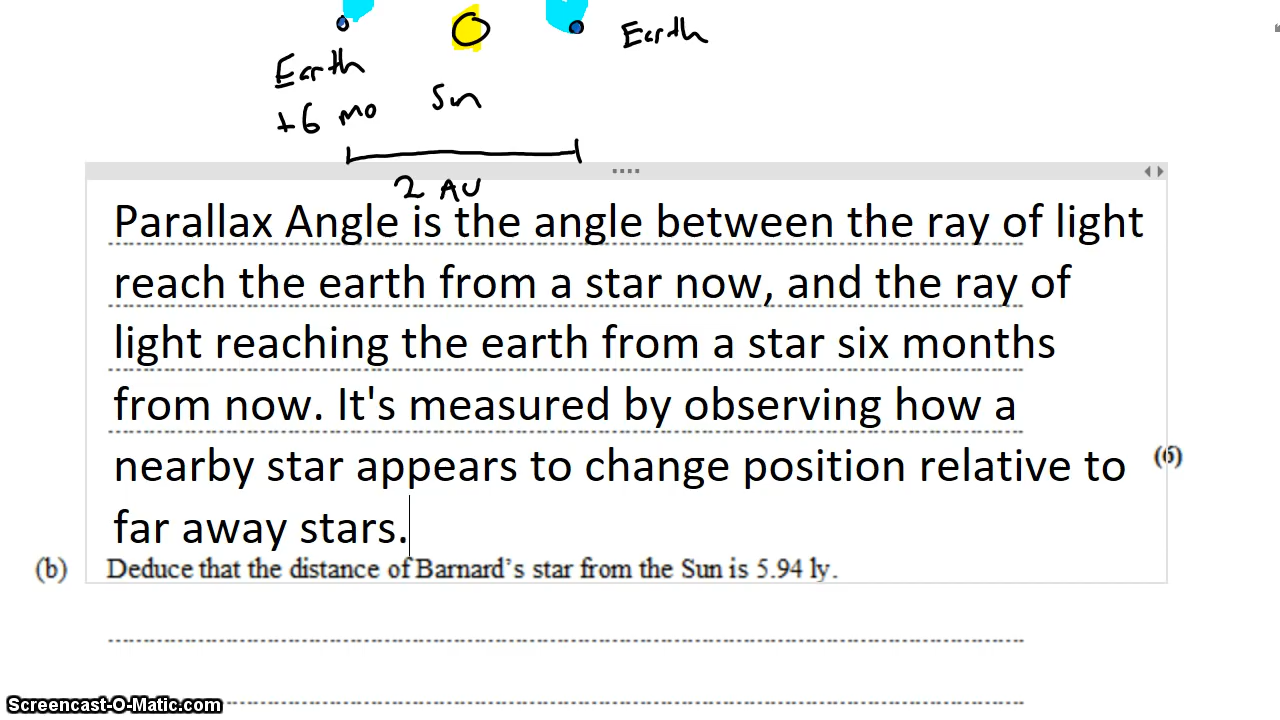 Earth
Earth
+6 mo
Sun
2 AU
Parallax Angle is the angle between the ray of light
reach the earth from a star now, and the ray of
light reaching the earth from a star six months
from now. It's measured by observing how a
nearby star appears to change position relative to
(6)
far away stars.
(b) Deduce that the distance of Barnard's star from the Sun is 5.94 ly.
Screencast-O-Matic.com